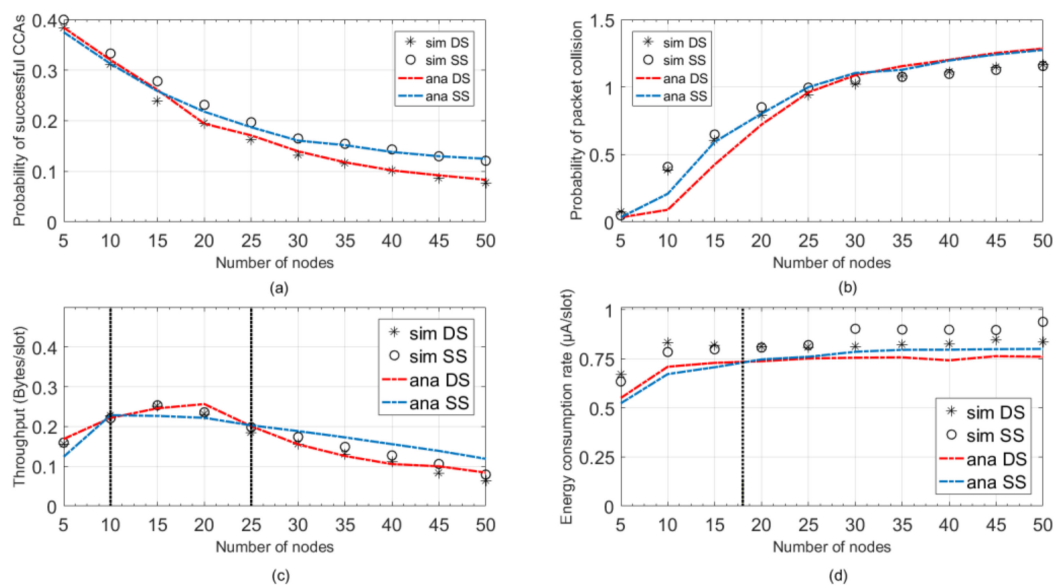 Probability of successful CCAs
0.4
0.3
0.2
0.1
0
5 10 15 20 25 30 35 40 45 50
Number of nodes
sim DS
sim SS
ana DS
ana SS
(a)
Probability of packet collision
1.5
1
0.5
0
5 10 15 20 25 30 35 40 45 50
Number of nodes
sim DS
sim SS
ana DS
ana SS
(b)
Throughput (Bytes/slot)
0.4
0.3
0.2
0.1
0
5 10 15 20 25 30 35 40 45 50
Number of nodes
sim DS
sim SS
ana DS
ana SS
(c)
Energy consumption rate (µA/slot)
1
0.75
0.5
0.25
0
5 10 15 20 25 30 35 40 45 50
Number of nodes
sim DS
sim SS
ana DS
ana SS
(d)